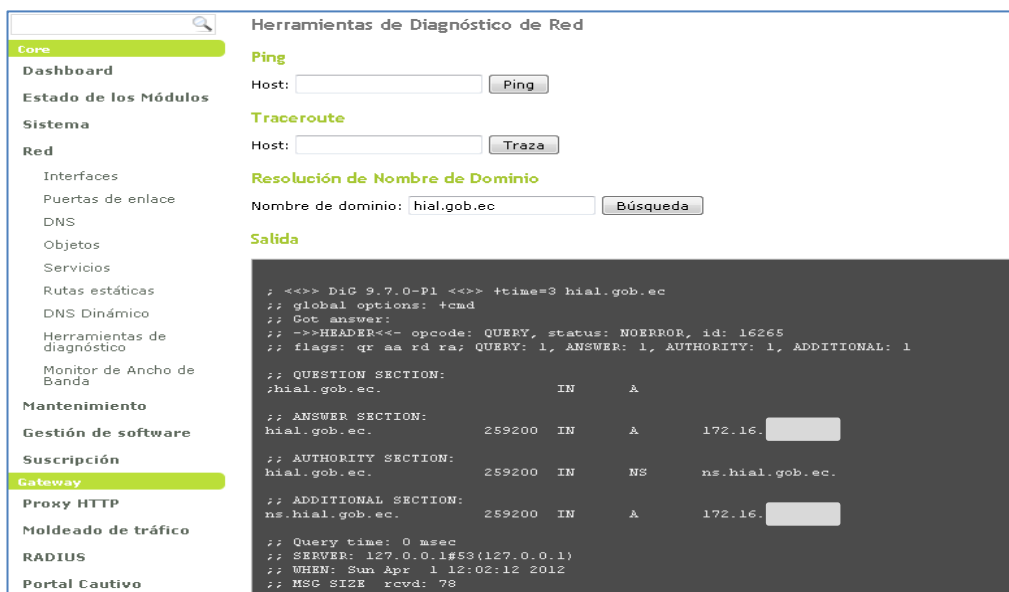 Core
Dashboard
Estado de los Módulos
Sistema
Red
Interfaces
Puertas de enlace
DNS
Objetos
Servicios
Rutas estáticas
DNS Dinámico
Herramientas de
diagnóstico
Monitor de Ancho de
Banda
Mantenimiento
Gestión de software
Suscripción
Gateway
Proxy HTTP
Moldeado de tráfico
RADIUS
Portal Cautivo
Herramientas de Diagnóstico de Red
Ping
Host: Ping
Traceroute
Host: Traza
Resolución de Nombre de Dominio
Nombre de dominio: hial.gob.ec Búsqueda
Salida
; <<>> DiG 9.7.0-P1 <<>> +time=3 hial.gob.ec
;; global options: +cmd
;; Got answer:
;; ->>HEADER<<- opcode: QUERY, status: NOERROR, id: 16265
;; flags: qr aa rd ra; QUERY: 1, ANSWER: 1, AUTHORITY: 1, ADDITIONAL: 1
;; QUESTION SECTION:
;hial.gob.ec. IN A
;; ANSWER SECTION:
hial.gob.ec. 259200 IN A 172.16.
;; AUTHORITY SECTION:
hial.gob.ec. 259200 IN NS ns.hial.gob.ec.
;; ADDITIONAL SECTION:
ns.hial.gob.ec. 259200 IN A 172.16.
;; Query time: 0 msec
;; SERVER: 127.0.0.1#53(127.0.0.1)
;; WHEN: Sun Apr 1 12:02:12 2012
;; MSG SIZE rcvd: 78